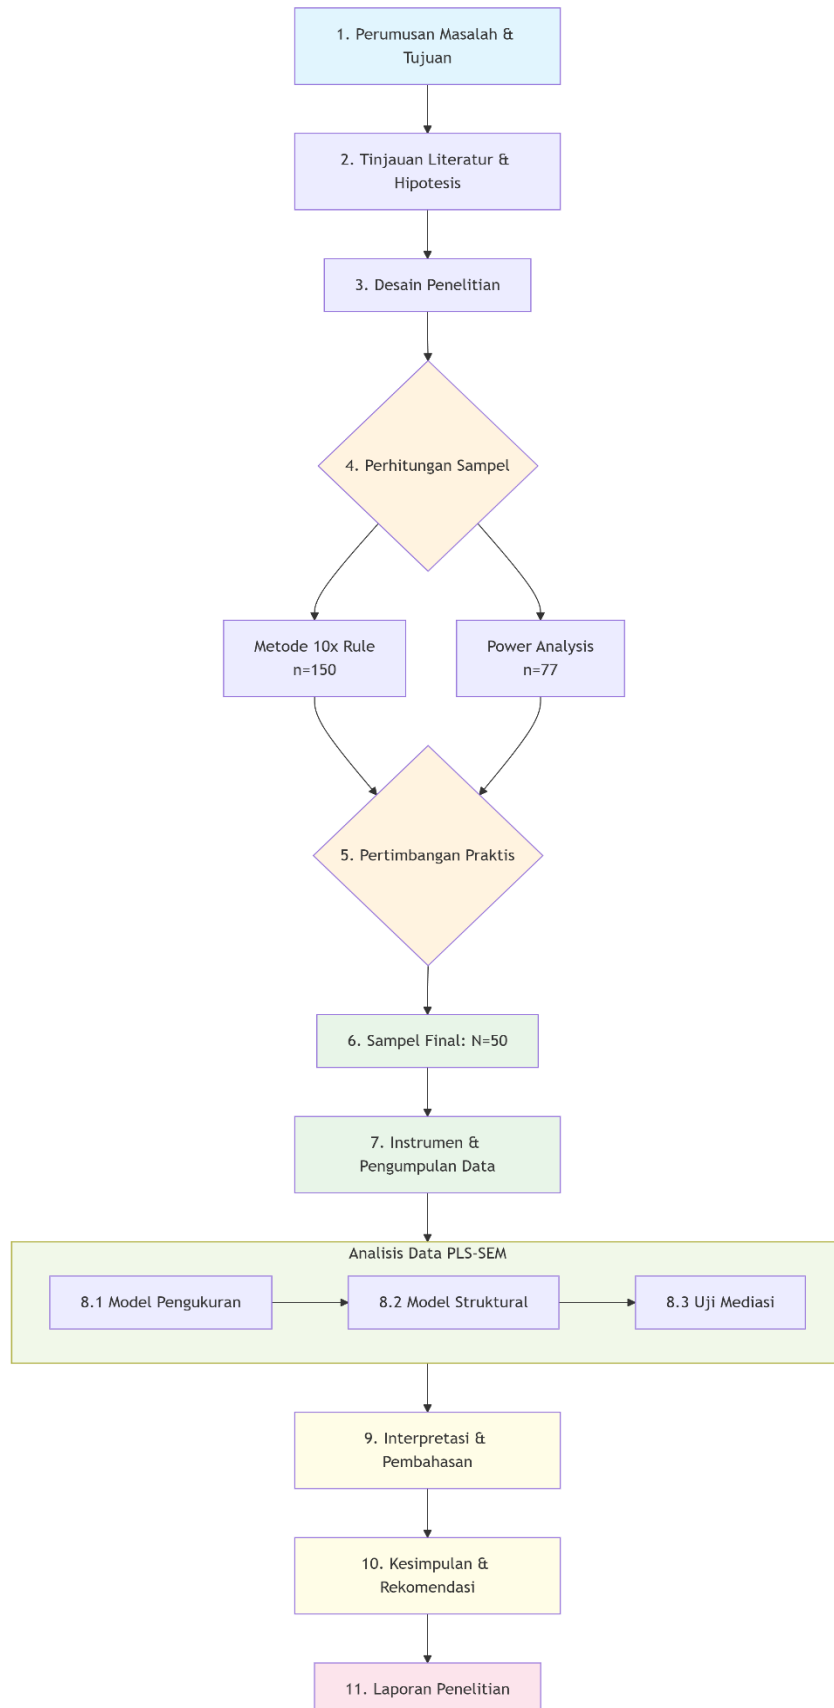 1. Perumusan Masalah &
Tujuan
2. Tinjauan Literatur &
Hipotesis
3. Desain Penelitian
4. Perhitungan Sampel
Metode 10x Rule
n=150
Power Analysis
n=77
5. Pertimbangan Praktis
6. Sampel Final: N=50
7. Instrumen &
Pengumpulan Data
Analisis Data PLS-SEM
8.1 Model Pengukuran
8.2 Model Struktural
8.3 Uji Mediasi
9. Interpretasi &
Pembahasan
10. Kesimpulan &
Rekomendasi
11. Laporan Penelitian